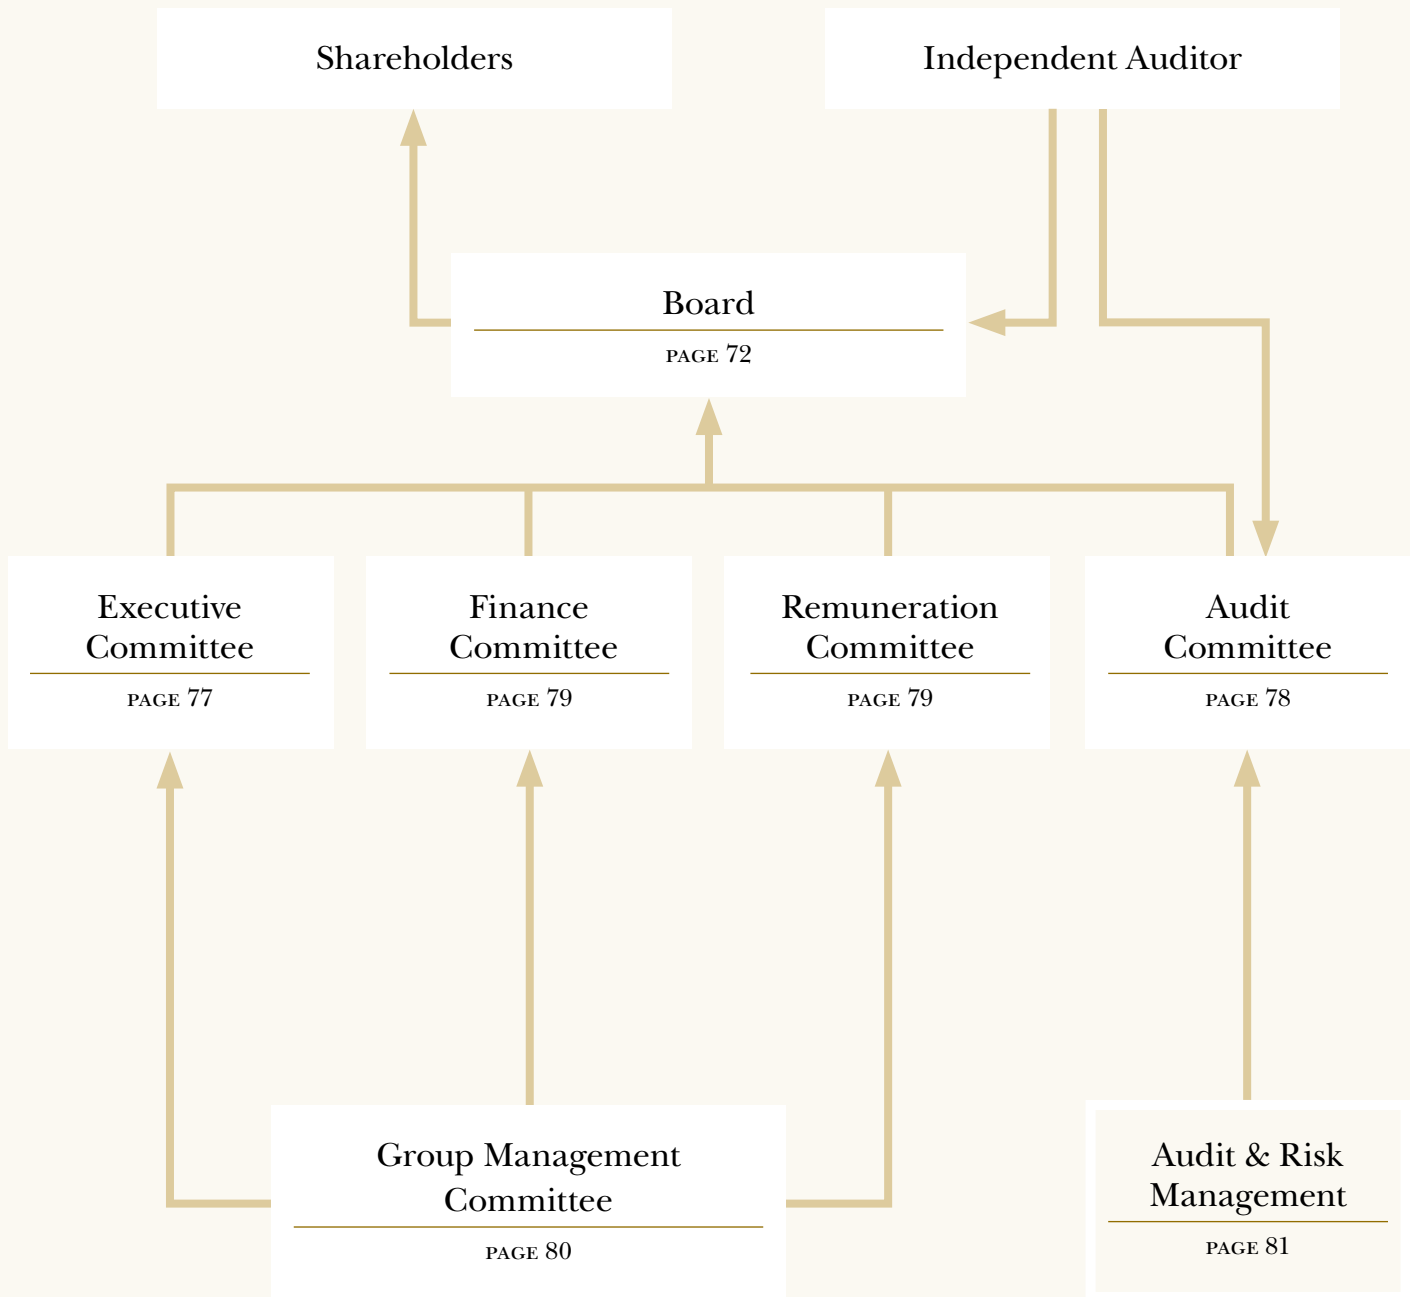 Shareholders
Independent Auditor
Board
PAGE 72
Executive
Committee
PAGE 77
Finance
Committee
PAGE 79
Remuneration
Committee
PAGE 79
Audit
Committee
PAGE 78
Group Management
Committee
PAGE 80
Audit & Risk
Management
PAGE 81